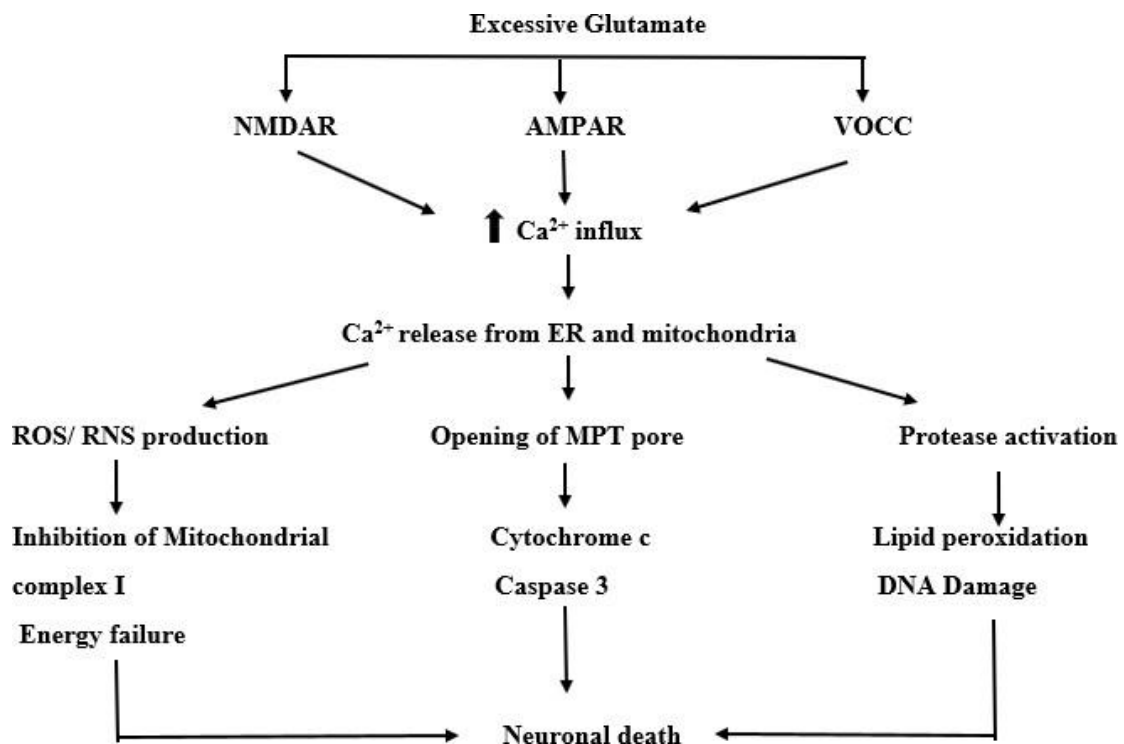 Excessive Glutamate
NMDAR AMPAR VOCC
Ca²⁺ influx
Ca²⁺ release from ER and mitochondria
ROS/ RNS production Opening of MPT pore Protease activation
Inhibition of Mitochondrial Cytochrome c Lipid peroxidation
complex I Caspase 3 DNA Damage
Energy failure
Neuronal death